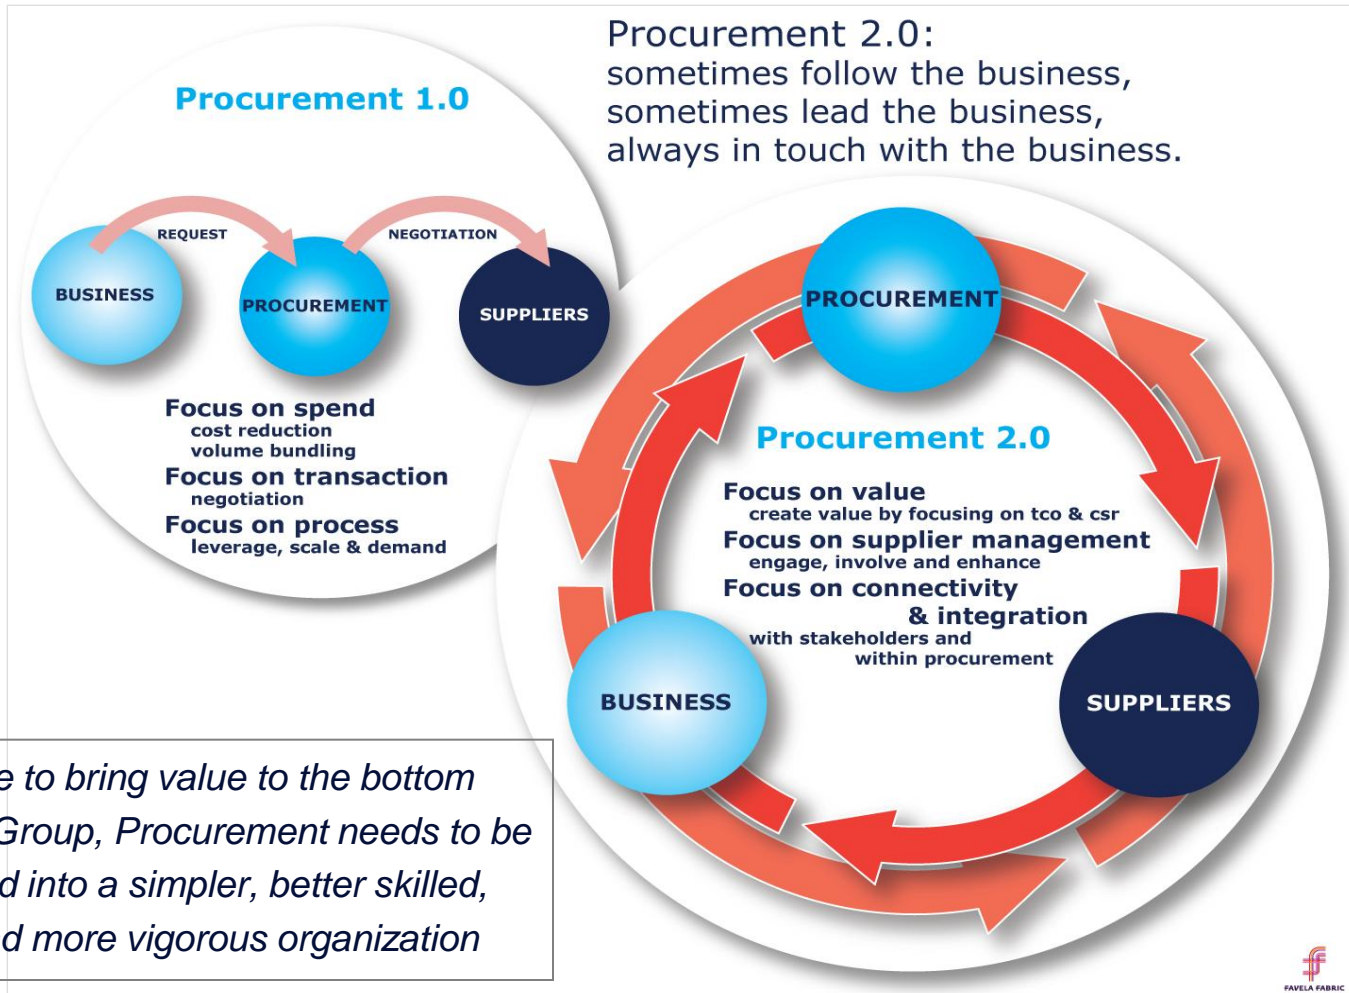 Procurement 2.0:
sometimes follow the business,
sometimes lead the business,
always in touch with the business.
Procurement 1.0
REQUEST
NEGOTIATION
BUSINESS
PROCUREMENT
SUPPLIERS
Focus on spend
cost reduction
volume bundling
Focus on transaction
negotiation
Focus on process
leverage, scale & demand
PROCUREMENT
Procurement 2.0
Focus on value
create value by focusing on tco & csr
Focus on supplier management
engage, involve and enhance
Focus on connectivity
& integration
with stakeholders and
within procurement
BUSINESS
SUPPLIERS
e to bring value to the bottom
Group, Procurement needs to be
d into a simpler, better skilled,
d more vigorous organization
FAVELA FABRIC